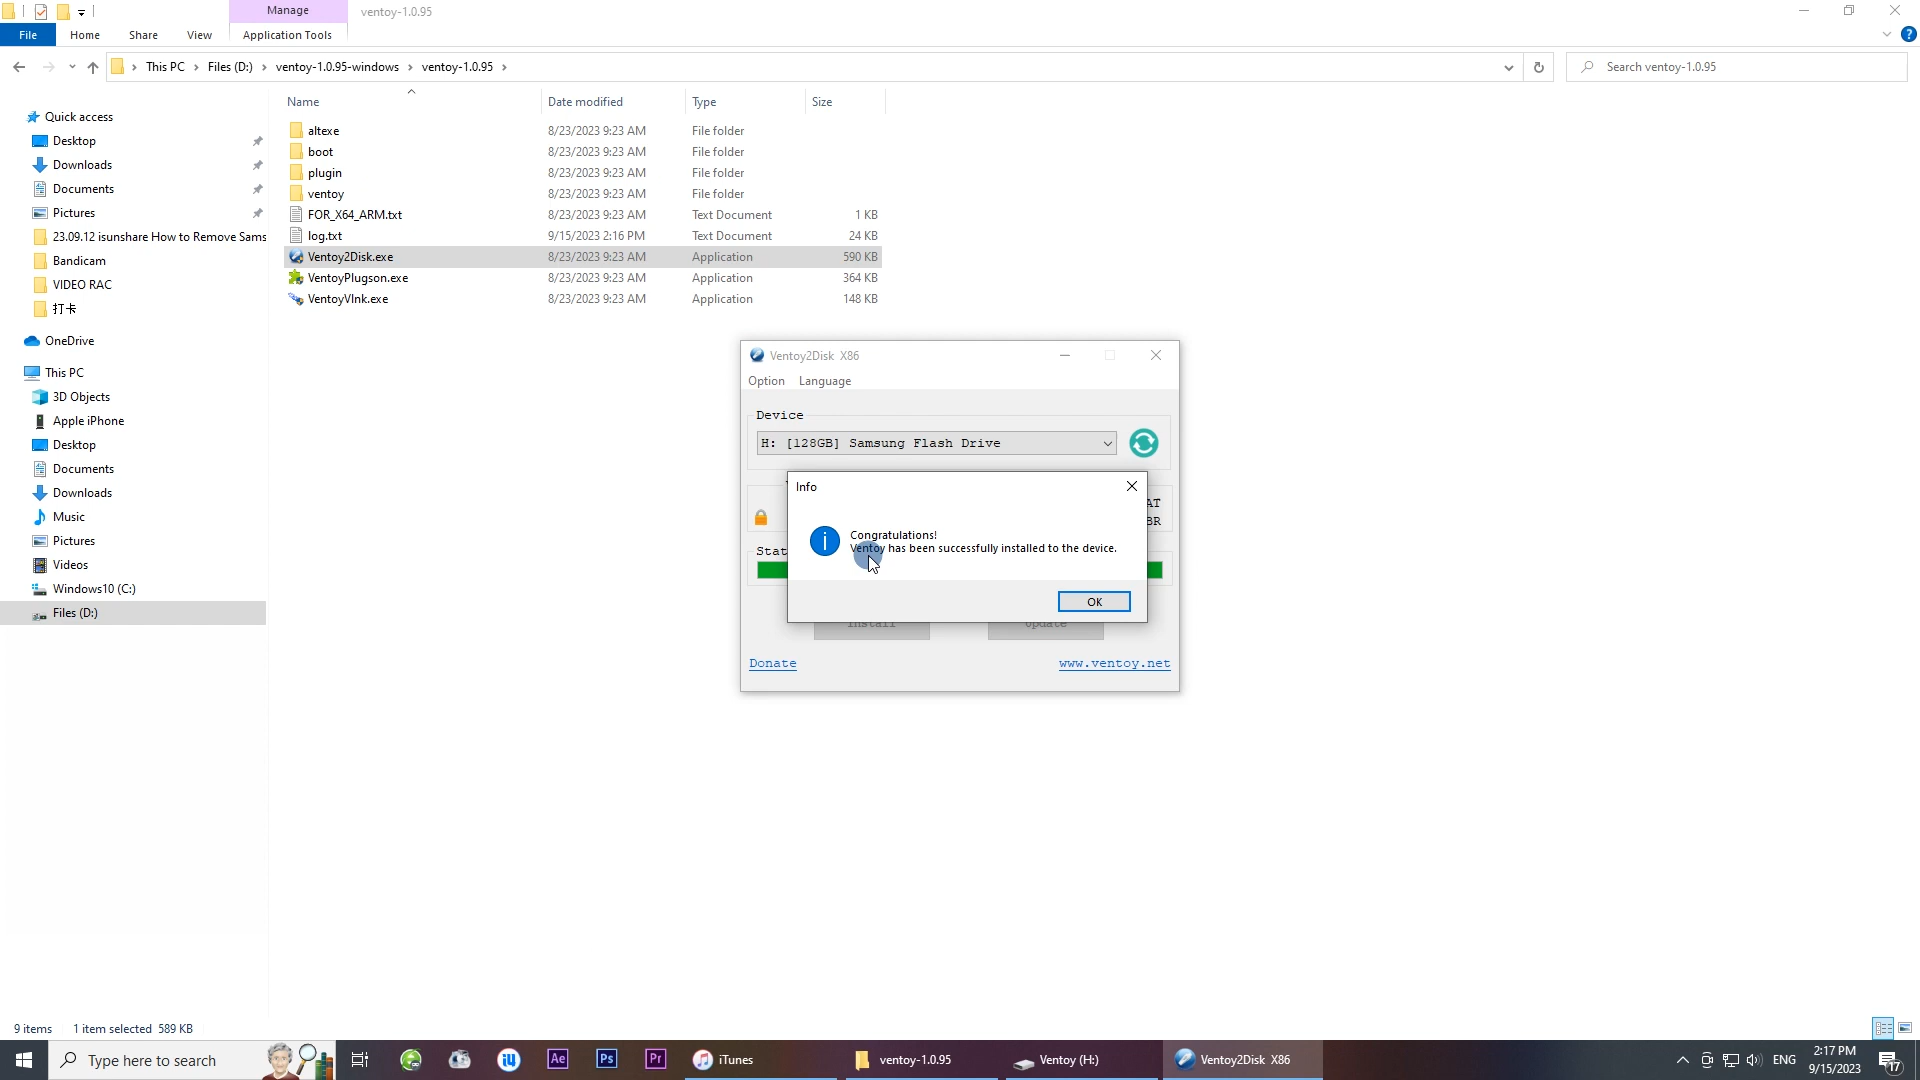 Manage
ventoy-1.0.95
File
Home
Share
View
Application Tools
This PC
Files (D:)
ventoy-1.0.95-windows
ventoy-1.0.95
Search ventoy-1.0.95
Name
Date modified
Type
Size
Quick access
Desktop
Downloads
Documents
Pictures
23.09.12 isunshare How to Remove Sams
Bandicam
VIDEO RAC
打卡
OneDrive
This PC
3D Objects
Apple iPhone
Desktop
Documents
Downloads
Music
Pictures
Videos
Windows10 (C:)
Files (D:)
altexe 8/23/2023 9:23 AM File folder
boot 8/23/2023 9:23 AM File folder
plugin 8/23/2023 9:23 AM File folder
ventoy 8/23/2023 9:23 AM File folder
FOR_X64_ARM.txt 8/23/2023 9:23 AM Text Document 1 KB
log.txt 9/15/2023 2:16 PM Text Document 24 KB
Ventoy2Disk.exe 8/23/2023 9:23 AM Application 590 KB
VentoyPlugson.exe 8/23/2023 9:23 AM Application 364 KB
VentoyVlnk.exe 8/23/2023 9:23 AM Application 148 KB
Ventoy2Disk X86
Option Language
Device
H: [128GB] Samsung Flash Drive
Info
AT
BR
Stat
Congratulations!
Ventoy has been successfully installed to the device.
OK
Install Update
Donate www.ventoy.net
9 items 1 item selected 589 KB
Type here to search
Ae
Ps
Pr
iTunes
ventoy-1.0.95
Ventoy (H:)
Ventoy2Disk X86
ENG
2:17 PM
9/15/2023
17